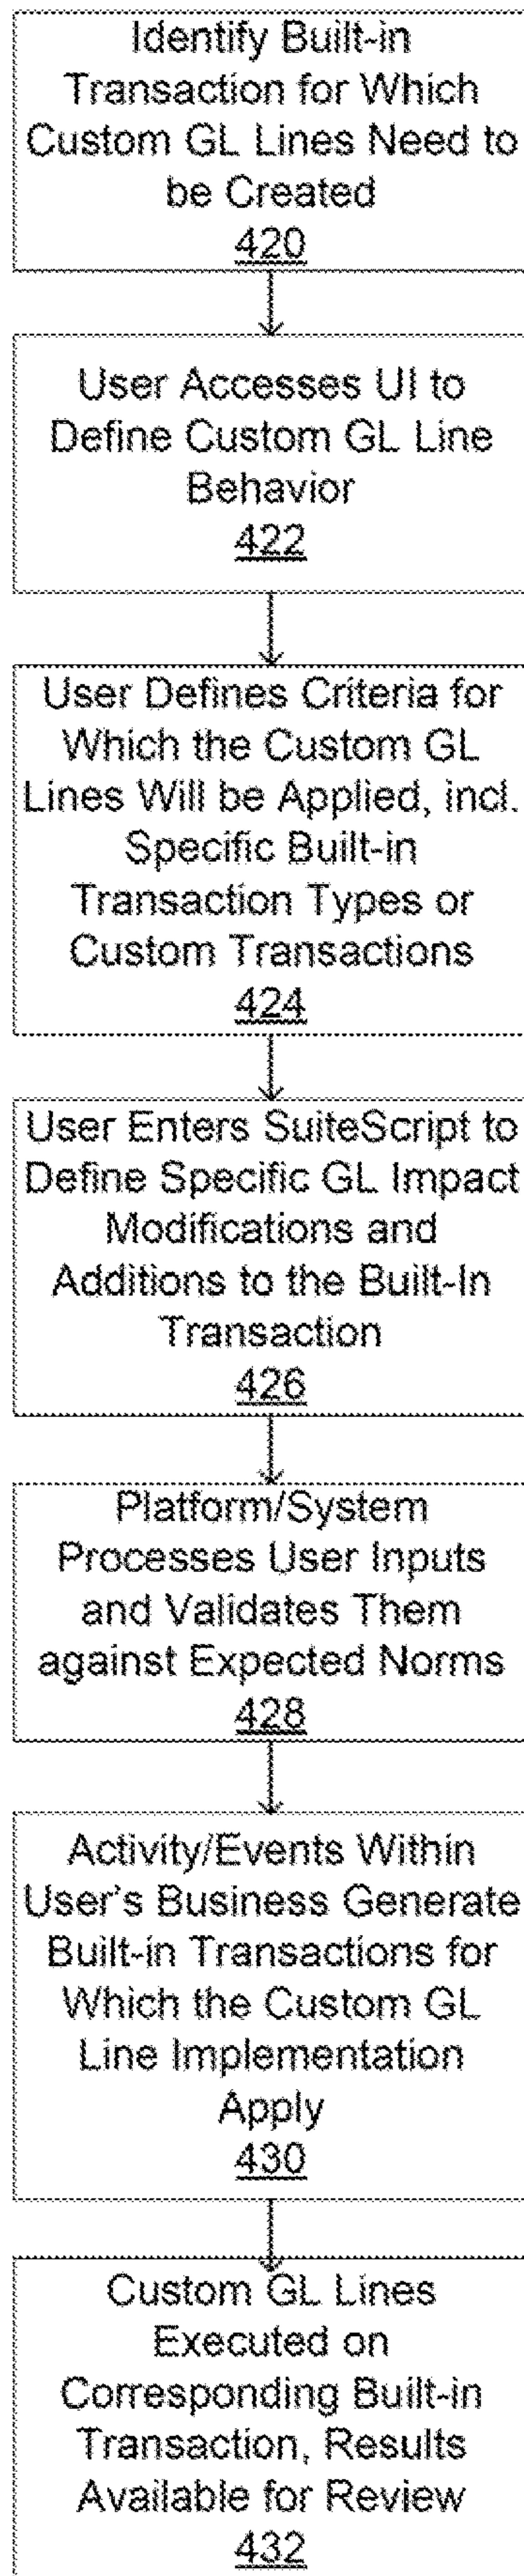 Identify Built-in
Transaction for Which
Custom GL Lines Need to
be Created
420
User Accesses UI to
Define Custom GL Line
Behavior
422
User Defines Criteria for
Which the Custom GL
Lines Will be Applied, incl.
Specific Built-in
Transaction Types or
Custom Transactions
424
User Enters SuiteScript to
Define Specific GL Impact
Modifications and
Additions to the Built-In
Transaction
426
Platform/System
Processes User Inputs
and Validates Them
against Expected Norms
428
Activity/Events Within
User's Business Generate
Built-in Transactions for
Which the Custom GL
Line Implementation
Apply
430
Custom GL Lines
Executed on
Corresponding Built-in
Transaction, Results
Available for Review
432